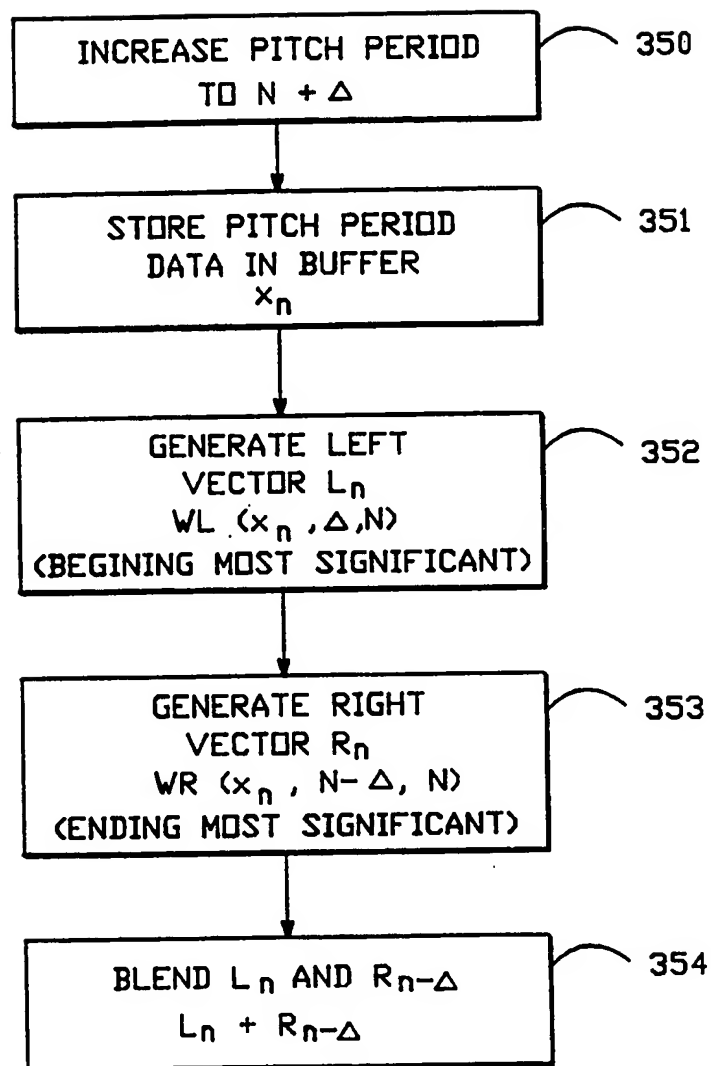 INCREASE PITCH PERIOD
TO N + Δ
350
STORE PITCH PERIOD
DATA IN BUFFER
xₙ
351
GENERATE LEFT
VECTOR Lₙ
WL (xₙ, Δ, N)
(BEGINING MOST SIGNIFICANT)
352
GENERATE RIGHT
VECTOR Rₙ
WR (xₙ, N-Δ, N)
(ENDING MOST SIGNIFICANT)
353
BLEND Lₙ AND Rₙ₋Δ
Lₙ + Rₙ₋Δ
354